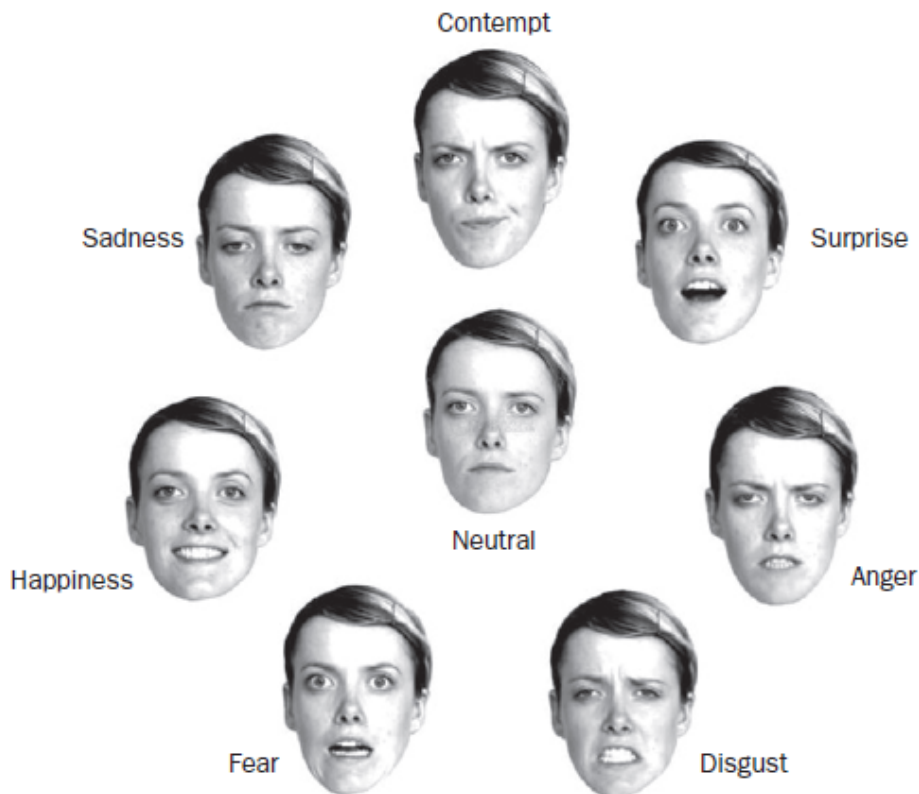 Contempt
Sadness
Surprise
Neutral
Happiness
Anger
Fear
Disgust